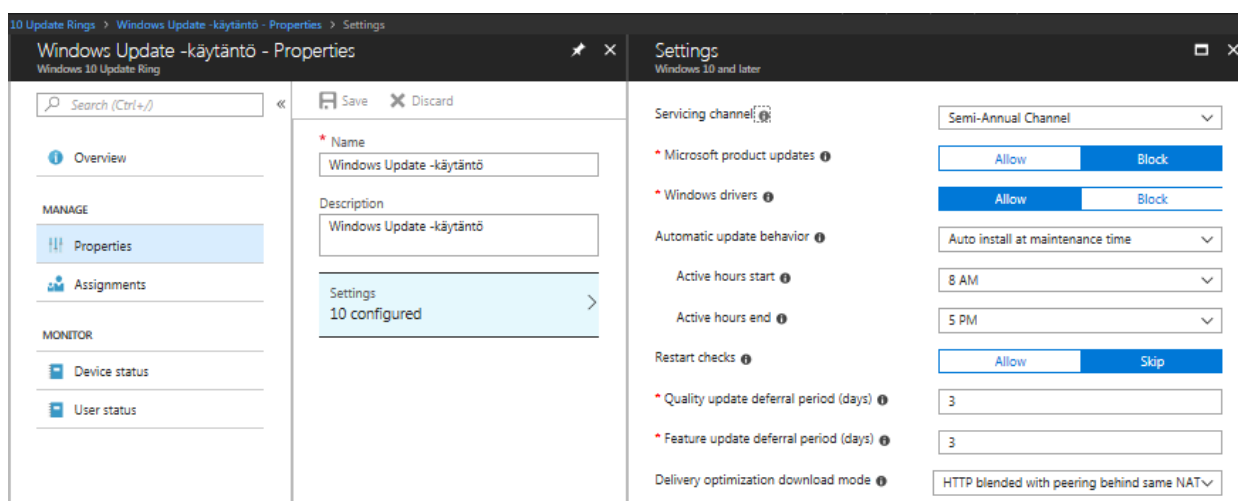 10 Update Rings > Windows Update -käytäntö - Properties > Settings
Windows Update -käytäntö - Properties
Windows 10 Update Ring
Search (Ctrl+/)
Overview
MANAGE
Properties
Assignments
MONITOR
Device status
User status
Save Discard
* Name
Windows Update -käytäntö
Description
Windows Update -käytäntö
Settings
10 configured
Settings
Windows 10 and later
Servicing channel Semi-Annual Channel
* Microsoft product updates Allow Block
* Windows drivers Allow Block
Automatic update behavior Auto install at maintenance time
Active hours start 8 AM
Active hours end 5 PM
Restart checks Allow Skip
* Quality update deferral period (days) 3
* Feature update deferral period (days) 3
Delivery optimization download mode HTTP blended with peering behind same NAT